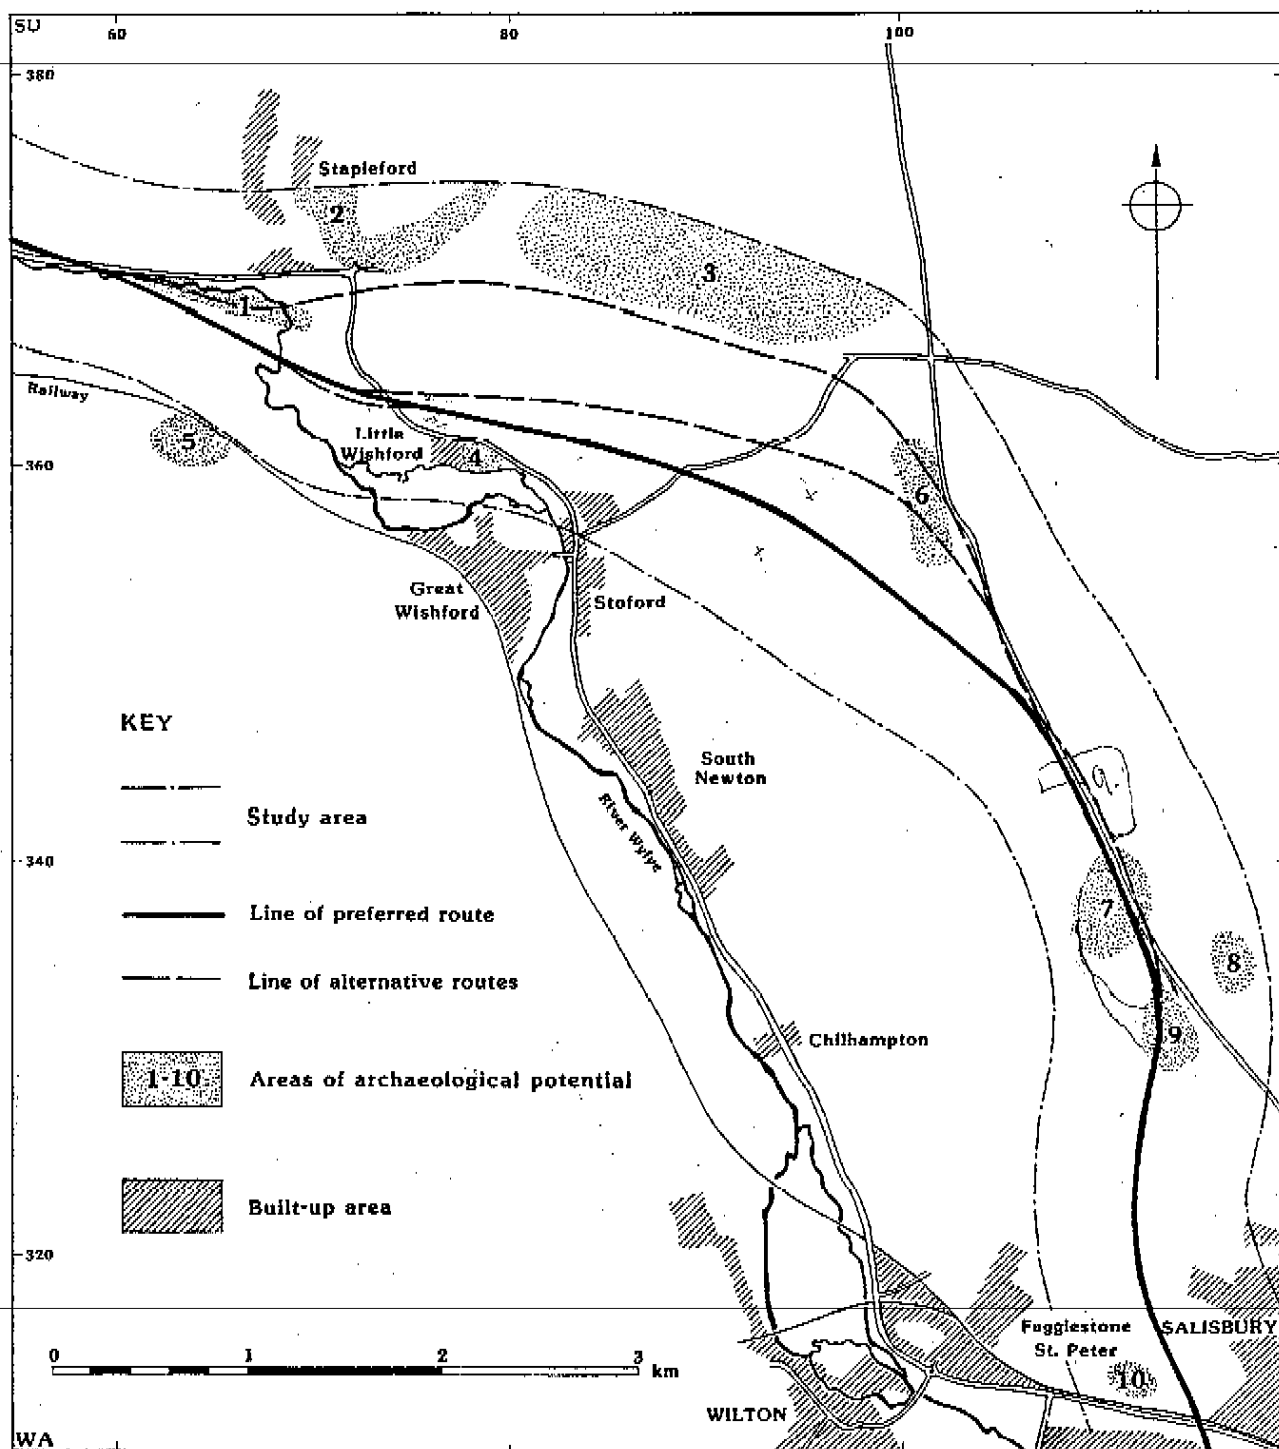 SU
60
80
100
380
Stapleford
2
3
1
Railway
5
Little
Wishford
4
360
6
Great
Wishford
Stoford
KEY
South
Newton
Study area
River Wylye
9
340
7
Line of preferred route
8
Line of alternative routes
9
Chilhampton
1-10
Areas of archaeological potential
Built-up area
320
Fugglestone
St. Peter
SALISBURY
0 1 2 3 km
10
WILTON
WA